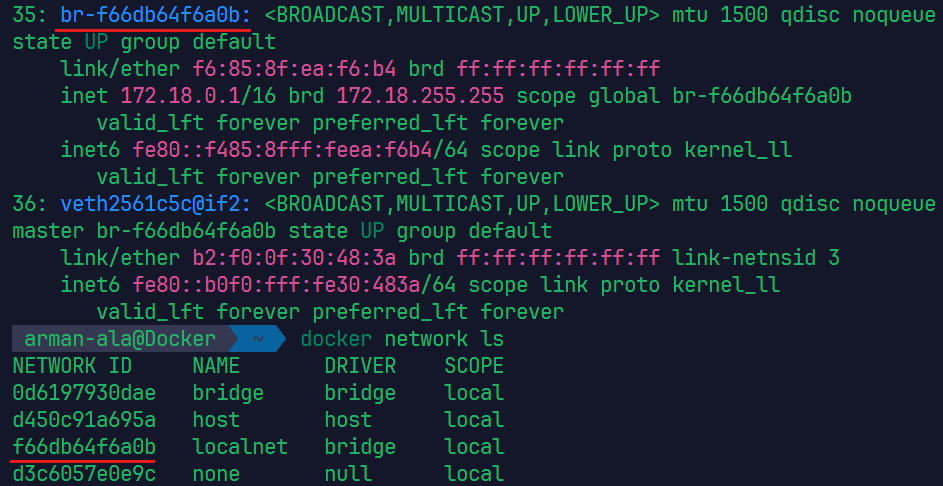 35: br-f66db64f6a0b: <BROADCAST,MULTICAST,UP,LOWER_UP> mtu 1500 qdisc noqueue
state UP group default
link/ether f6:85:8f:ea:f6:b4 brd ff:ff:ff:ff:ff:ff
inet 172.18.0.1/16 brd 172.18.255.255 scope global br-f66db64f6a0b
valid_lft forever preferred_lft forever
inet6 fe80::f485:8fff:feea:f6b4/64 scope link proto kernel_ll
valid_lft forever preferred_lft forever
36: veth2561c5c@if2: <BROADCAST,MULTICAST,UP,LOWER_UP> mtu 1500 qdisc noqueue
master br-f66db64f6a0b state UP group default
link/ether b2:f0:0f:30:48:3a brd ff:ff:ff:ff:ff:ff link-netnsid 3
inet6 fe80::b0f0:fff:fe30:483a/64 scope link proto kernel_ll
valid_lft forever preferred_lft forever
arman-ala@Docker ~ docker network ls
NETWORK ID NAME DRIVER SCOPE
0d6197930dae bridge bridge local
d450c91a695a host host local
f66db64f6a0b localnet bridge local
d3c6057e0e9c none null local